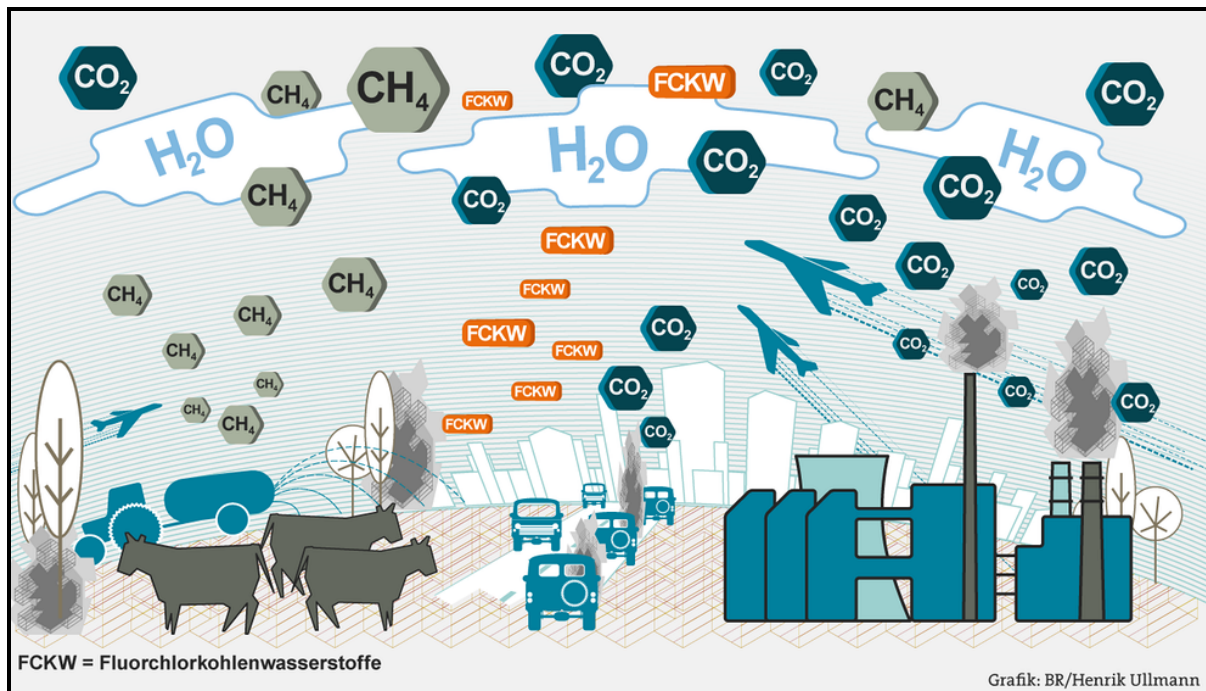 CO₂
CH₄
CH₄
FCKW
CO₂
FCKW
CO₂
CH₄
CO₂
H₂O
H₂O
H₂O
CH₄
CO₂
CO₂
CO₂
CO₂
FCKW
CO₂
CH₄
CH₄
FCKW
CO₂
CO₂
CH₄
FCKW
CO₂
CH₄
FCKW
CO₂
CH₄
FCKW
CO₂
CO₂
CO₂
CH₄
CH₄
FCKW
CO₂
FCKW = Fluorchlorkohlenwasserstoffe
Grafik: BR/Henrik Ullmann